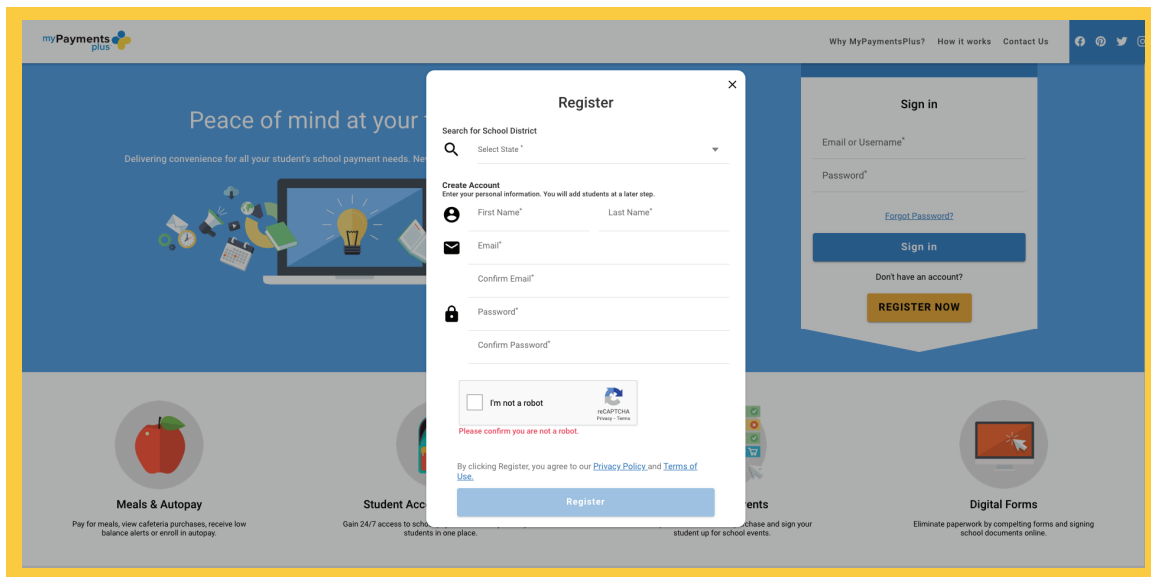 myPayments
plus
Why MyPaymentsPlus? How it works Contact Us
Peace of mind at your
Delivering convenience for all your student's school payment needs.
Register
Search for School District
Select State *
Create Account
Enter your personal information. You will add students at a later step.
First Name* Last Name*
Email*
Confirm Email*
Password*
Confirm Password*
I'm not a robot
reCAPTCHA
Privacy - Terms
Please confirm you are not a robot.
By clicking Register, you agree to our Privacy Policy and Terms of
Use.
Register
Sign in
Email or Username*
Password*
Forgot Password?
Sign in
Don't have an account?
REGISTER NOW
Meals & Autopay
Pay for meals, view cafeteria purchases, receive low
balance alerts or enroll in autopay.
Student
Gain 24/7 access to
students in one place.
and sign your
student up for school events.
Digital Forms
Eliminate paperwork by compelting forms and signing
school documents online.